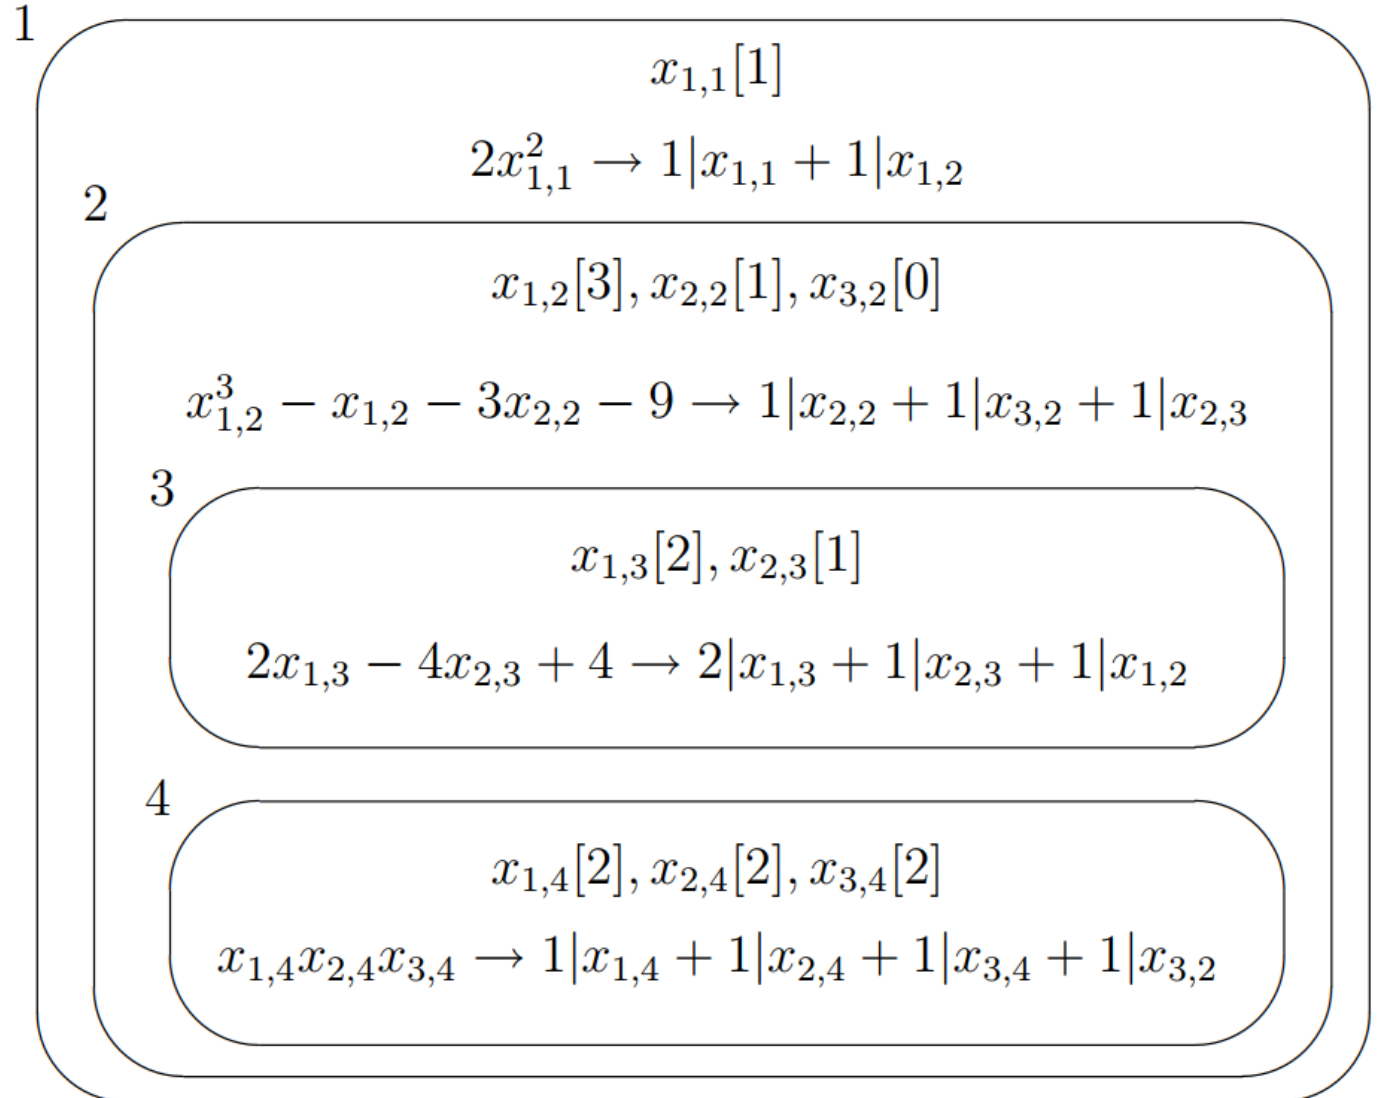 1
x_{1,1}[1]
2x_{1,1}^2 → 1|x_{1,1} + 1|x_{1,2}
2
x_{1,2}[3], x_{2,2}[1], x_{3,2}[0]
x_{1,2}^3 − x_{1,2} − 3x_{2,2} − 9 → 1|x_{2,2} + 1|x_{3,2} + 1|x_{2,3}
3
x_{1,3}[2], x_{2,3}[1]
2x_{1,3} − 4x_{2,3} + 4 → 2|x_{1,3} + 1|x_{2,3} + 1|x_{1,2}
4
x_{1,4}[2], x_{2,4}[2], x_{3,4}[2]
x_{1,4}x_{2,4}x_{3,4} → 1|x_{1,4} + 1|x_{2,4} + 1|x_{3,4} + 1|x_{3,2}